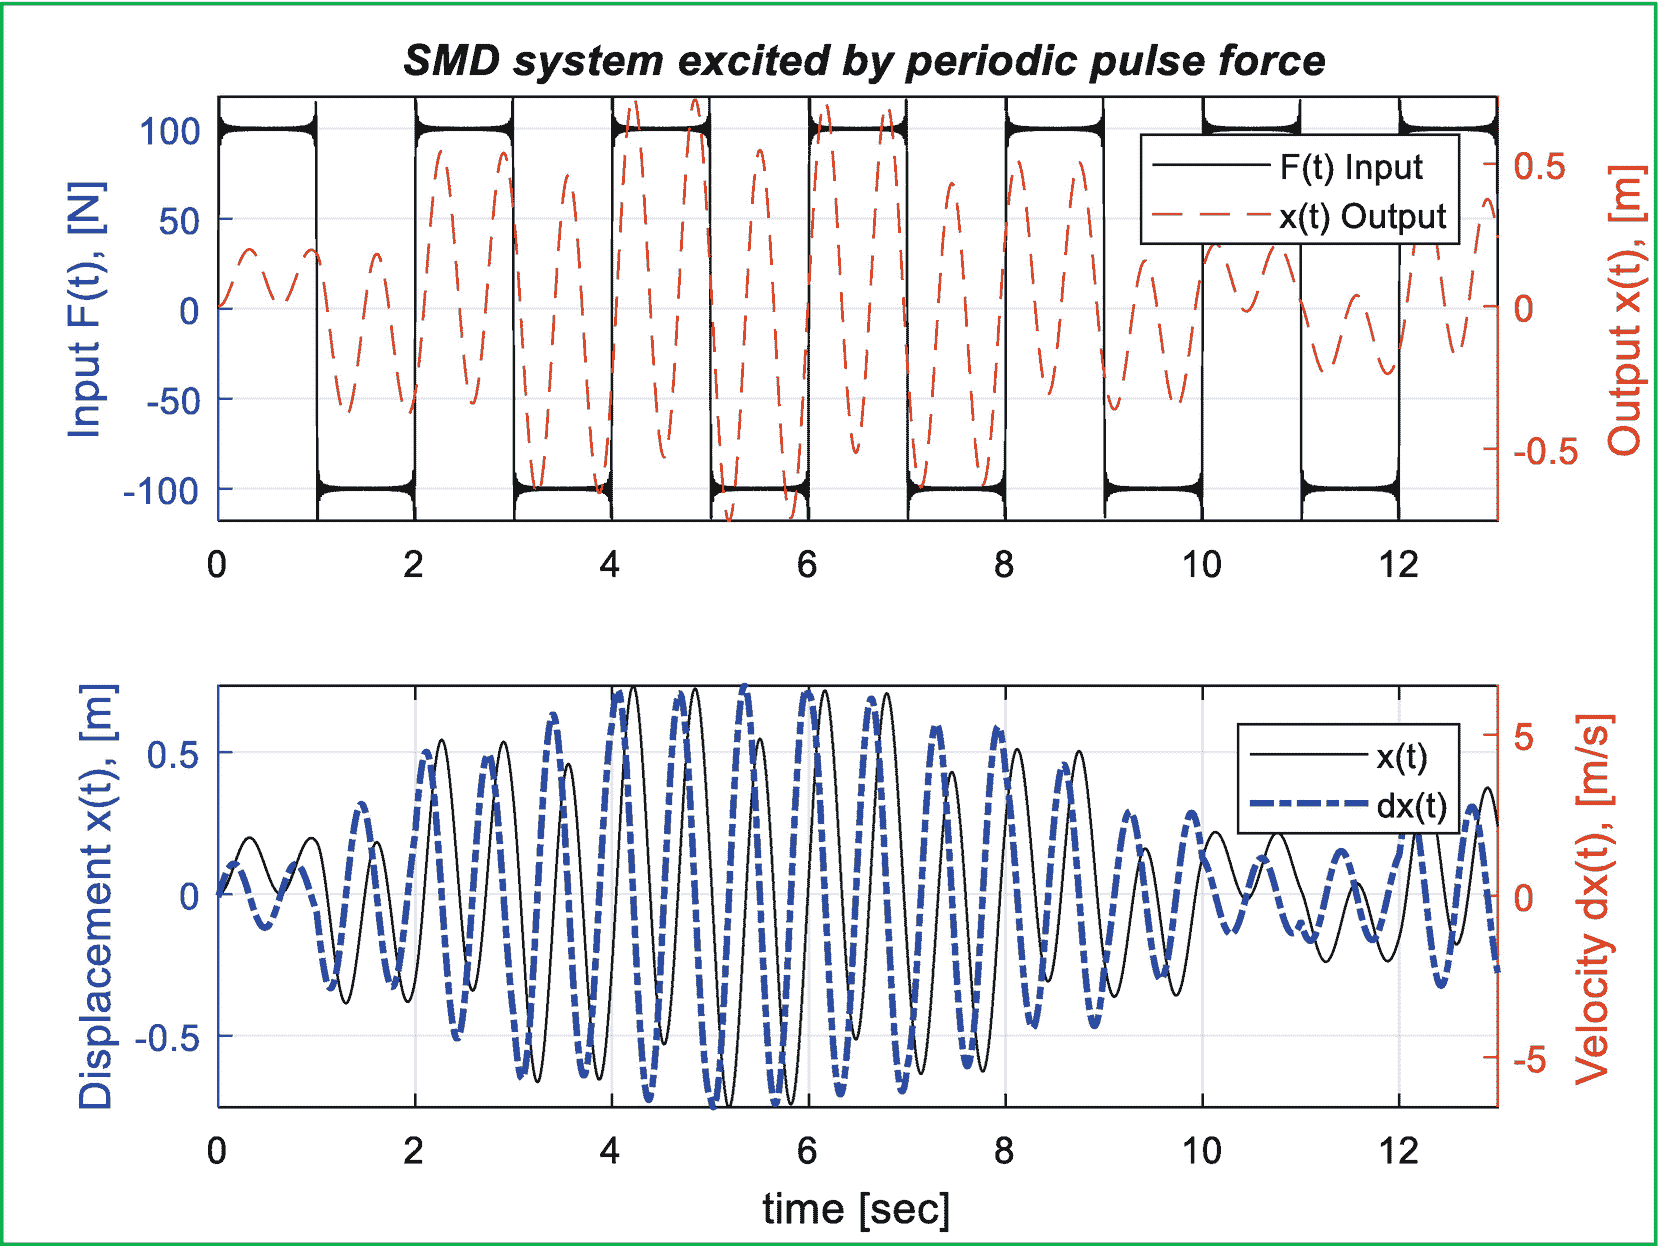 SMD system excited by periodic pulse force
Input F(t), [N]
100
50
0
-50
-100
F(t) Input
x(t) Output
0.5
0
-0.5
Output x(t), [m]
0 2 4 6 8 10 12
Displacement x(t), [m]
0.5
0
-0.5
x(t)
dx(t)
5
0
-5
Velocity dx(t), [m/s]
0 2 4 6 8 10 12
time [sec]